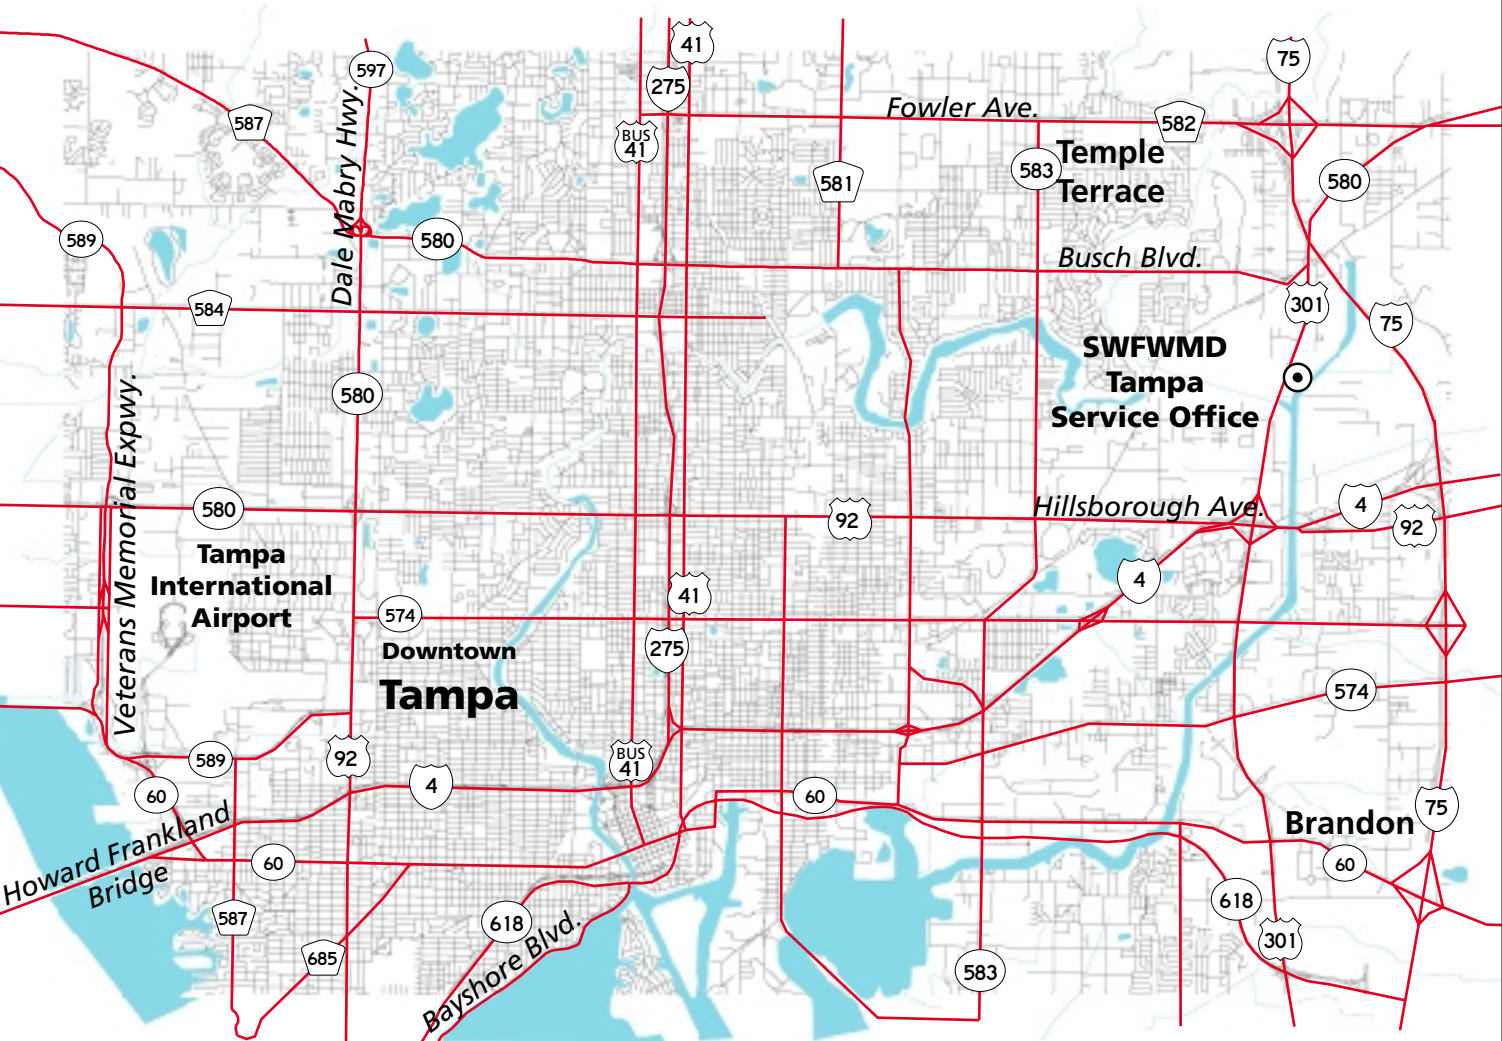 41
75
597
275
587
Fowler Ave.
582
BUS
41
Temple
Terrace
583
581
580
Dale Mabry Hwy.
589
580
Busch Blvd.
584
301
75
SWFWMD
Tampa
Service Office
580
Veterans Memorial Expwy.
580
92
Hillsborough Ave.
4
92
Tampa
International
Airport
4
41
574
275
Downtown
Tampa
574
589
92
BUS
41
4
60
60
75
Brandon
Howard Frankland
Bridge
60
60
618
587
618
Bayshore Blvd.
301
685
583